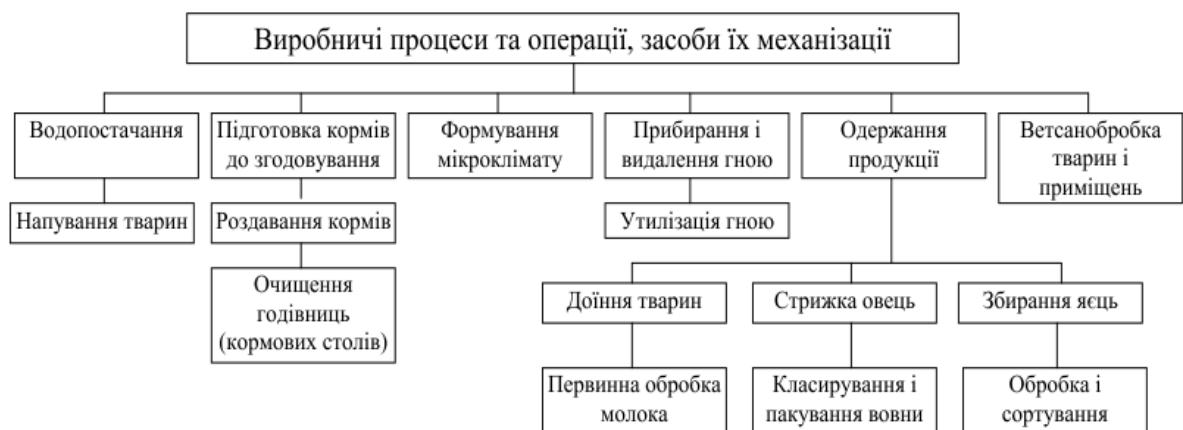 Виробничі процеси та операції, засоби їх механізації
Водопостачання
Підготовка кормів
до згодовування
Формування
мікроклімату
Прибирання і
видалення гною
Одержання
продукції
Ветсанобробка
тварин і
приміщень
Напування тварин
Роздавання кормів
Утилізація гною
Очищення
годівниць
(кормових столів)
Доїння тварин
Стрижка овець
Збирання яєць
Первинна обробка
молока
Класирування і
пакування вовни
Обробка і
сортування